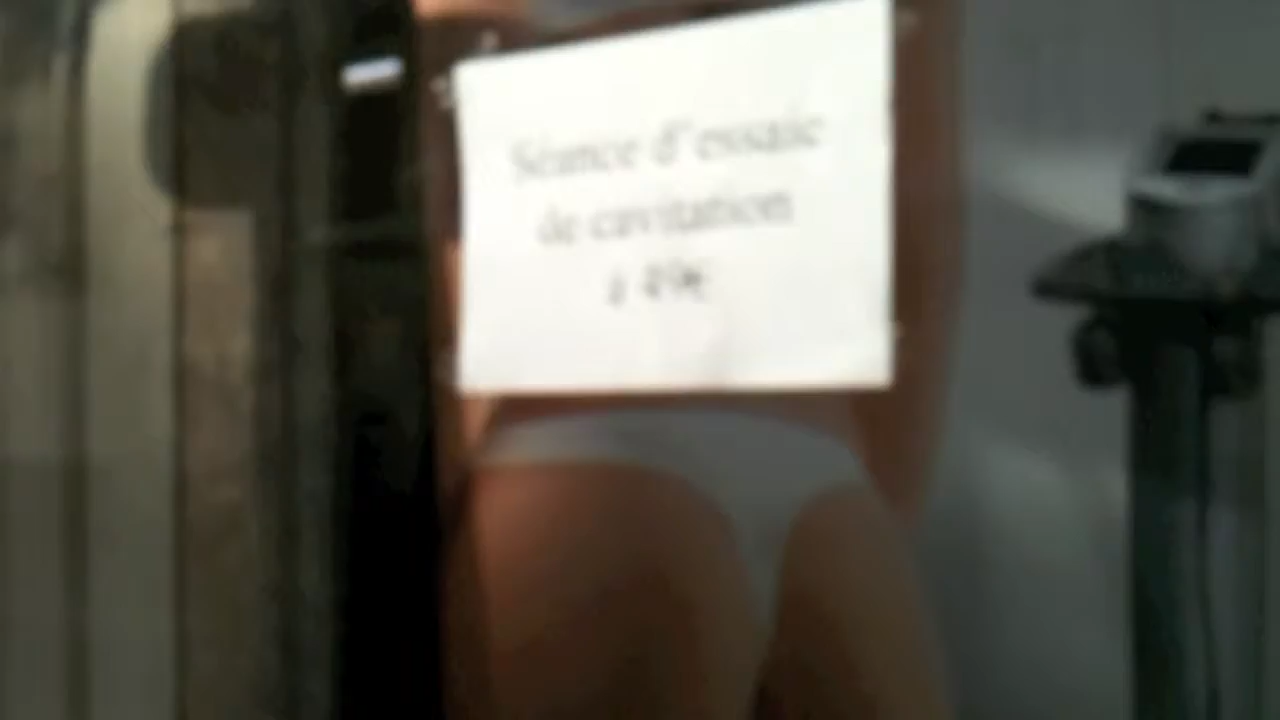 Séance d'essaie
de cavitation
à 49€